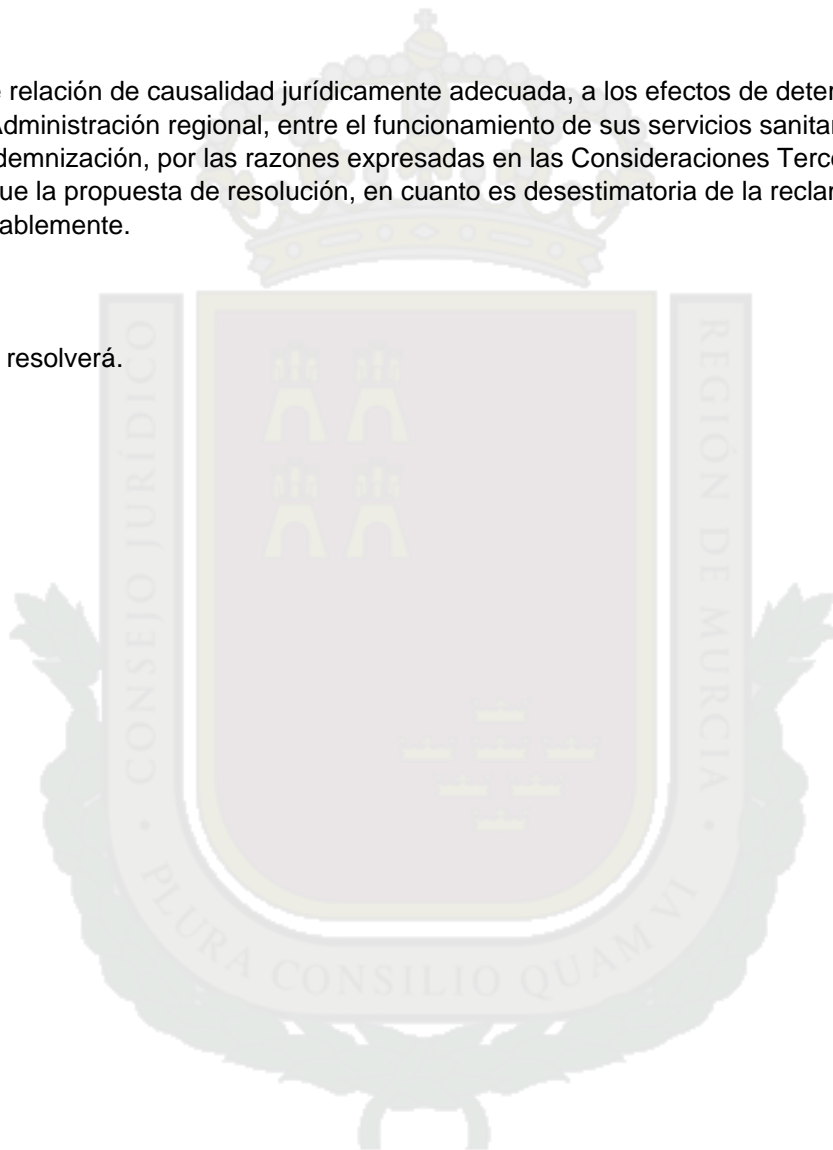 e relación de causalidad jurídicamente adecuada, a los efectos de deter
Administración regional, entre el funcionamiento de sus servicios sanitar
demnización, por las razones expresadas en las Consideraciones Terce
ue la propuesta de resolución, en cuanto es desestimatoria de la reclar
ablemente.
resolverá.
CONSEJO JURÍDICO
REGIÓN DE MURCIA
PLURA CONSILIO QUAM VI